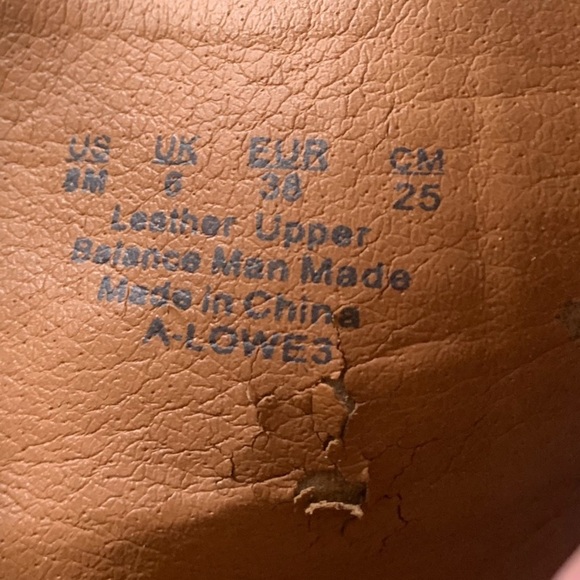 US UK EUR CM
8M 6 38 25
Leather Upper
Balance Man Made
Made in China
A-LOWE3